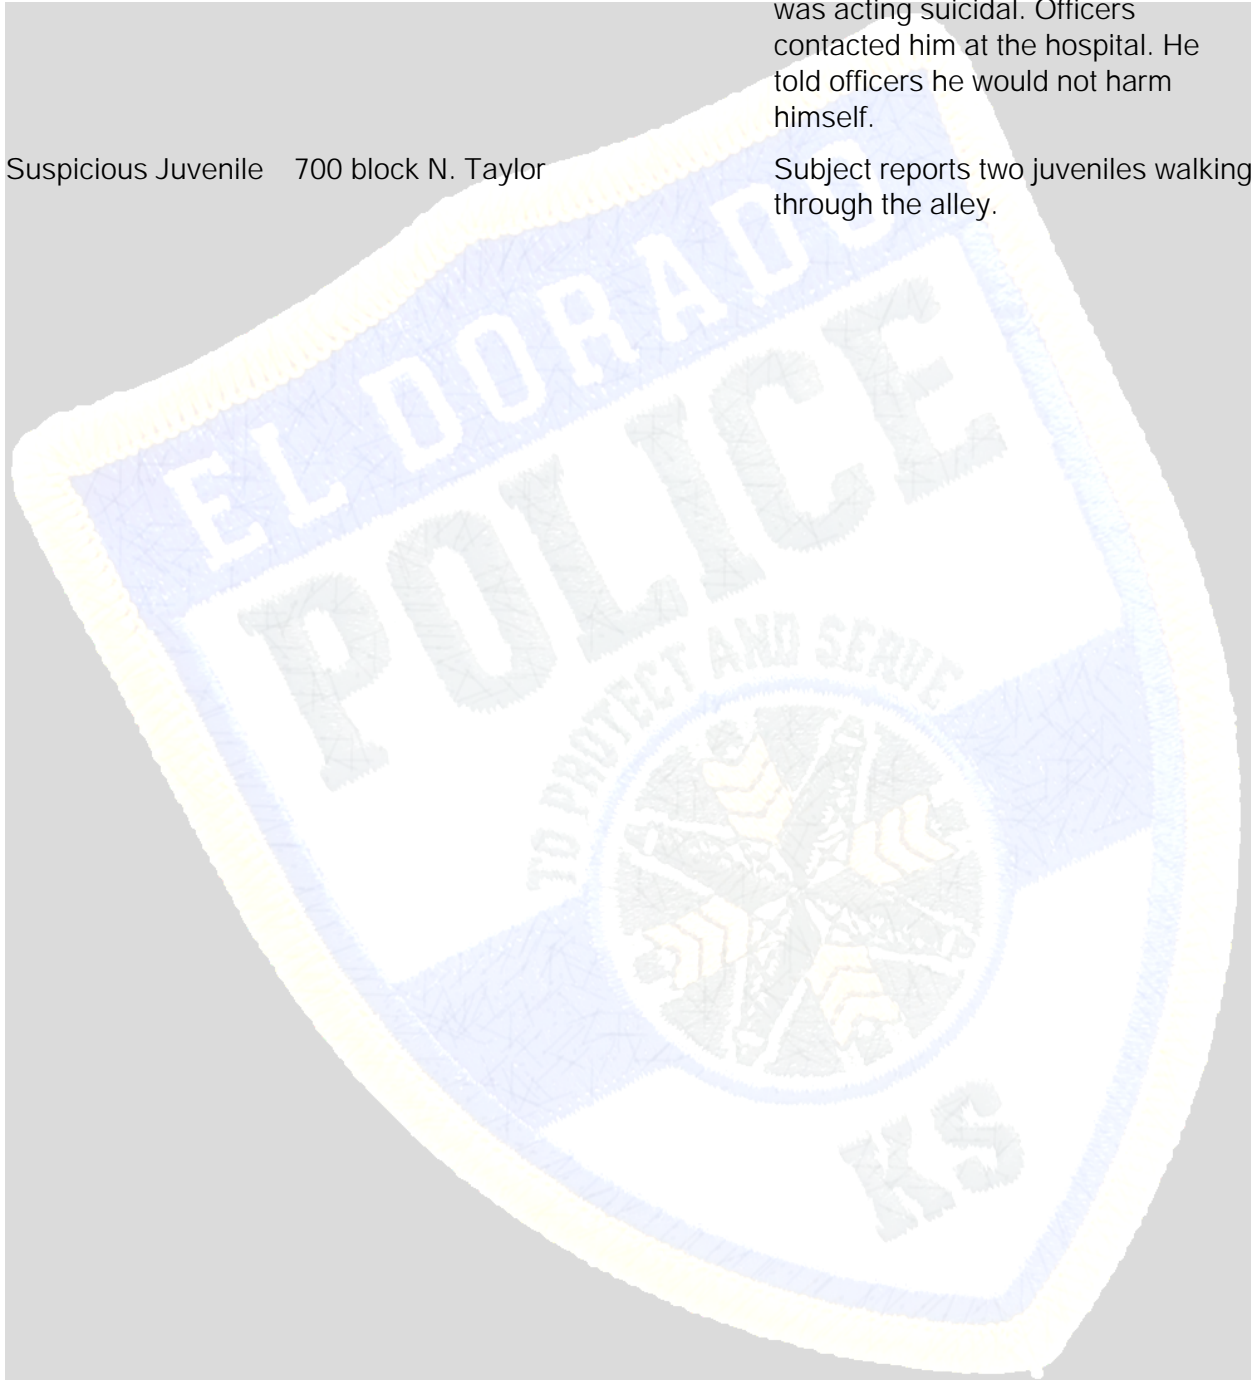 was acting suicidal. Officers
contacted him at the hospital. He
told officers he would not harm
himself.
Suspicious Juvenile 700 block N. Taylor Subject reports two juveniles walking
through the alley.
EL DORADO
POLICE
TO PROTECT AND SERVE
KS